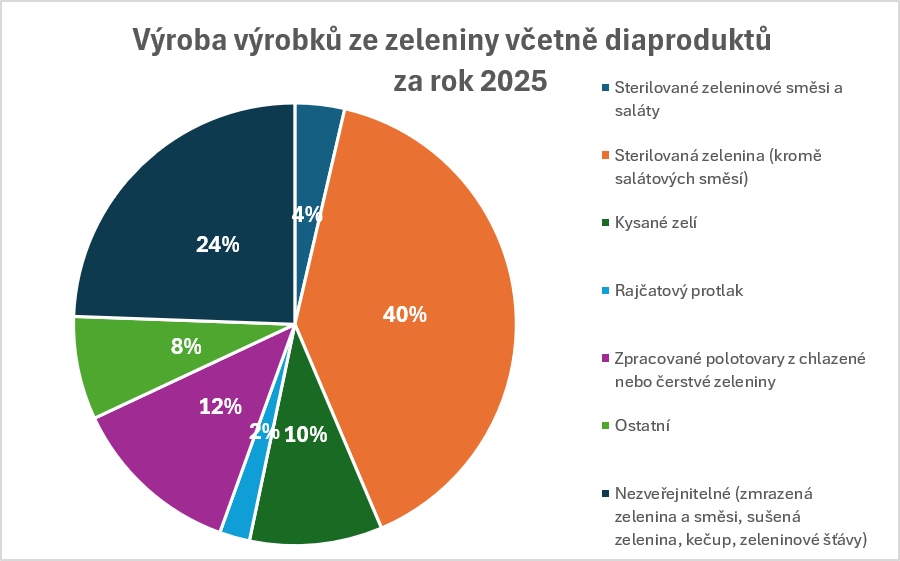 Výroba výrobků ze zeleniny včetně diaproduktů
za rok 2025
Sterilované zeleninové směsi a
saláty
Sterilovaná zelenina (kromě
salátových směsí)
Kysané zelí
Rajčatový protlak
Zpracované polotovary z chlazené
nebo čerstvé zeleniny
Ostatní
Nezveřejnitelné (zmrazená
zelenina a směsi, sušená
zelenina, kečup, zeleninové šťávy)
4%
40%
10%
2%
12%
8%
24%